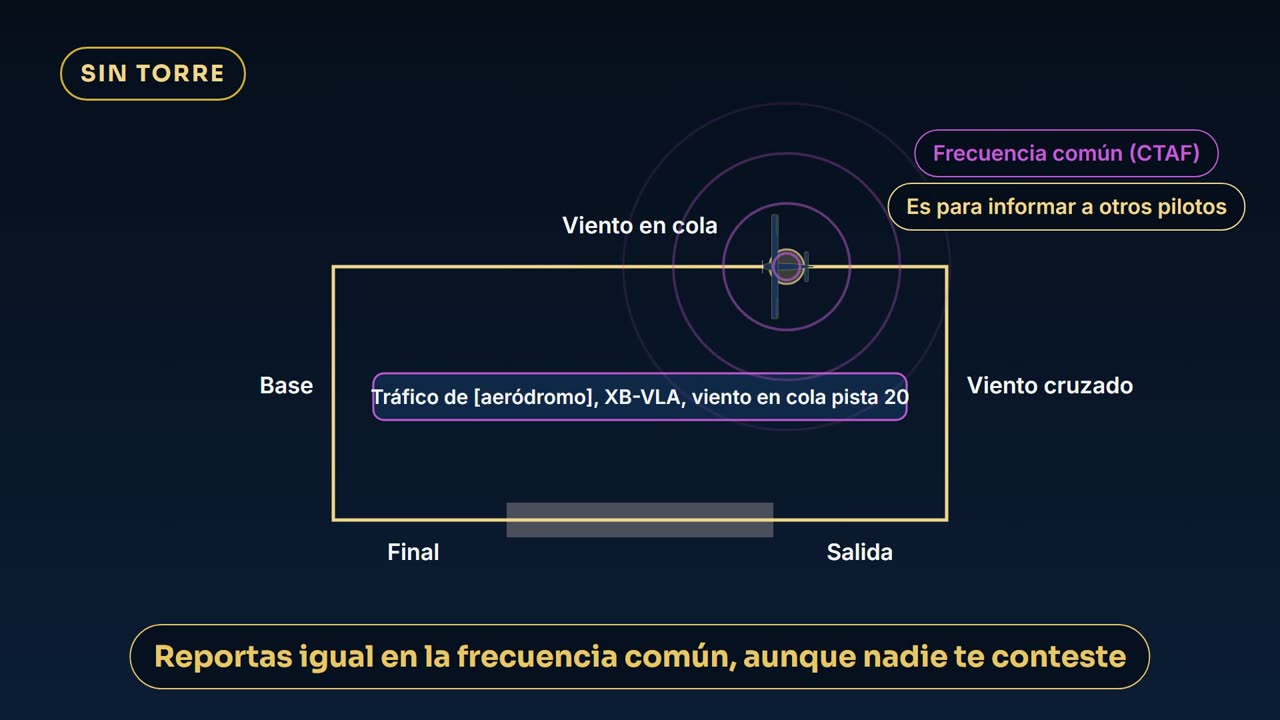 SIN TORRE
Frecuencia común (CTAF)
Es para informar a otros pilotos
Viento en cola
Base
Tráfico de [aeródromo], XB-VLA, viento en cola pista 20
Viento cruzado
Final
Salida
Reportas igual en la frecuencia común, aunque nadie te conteste